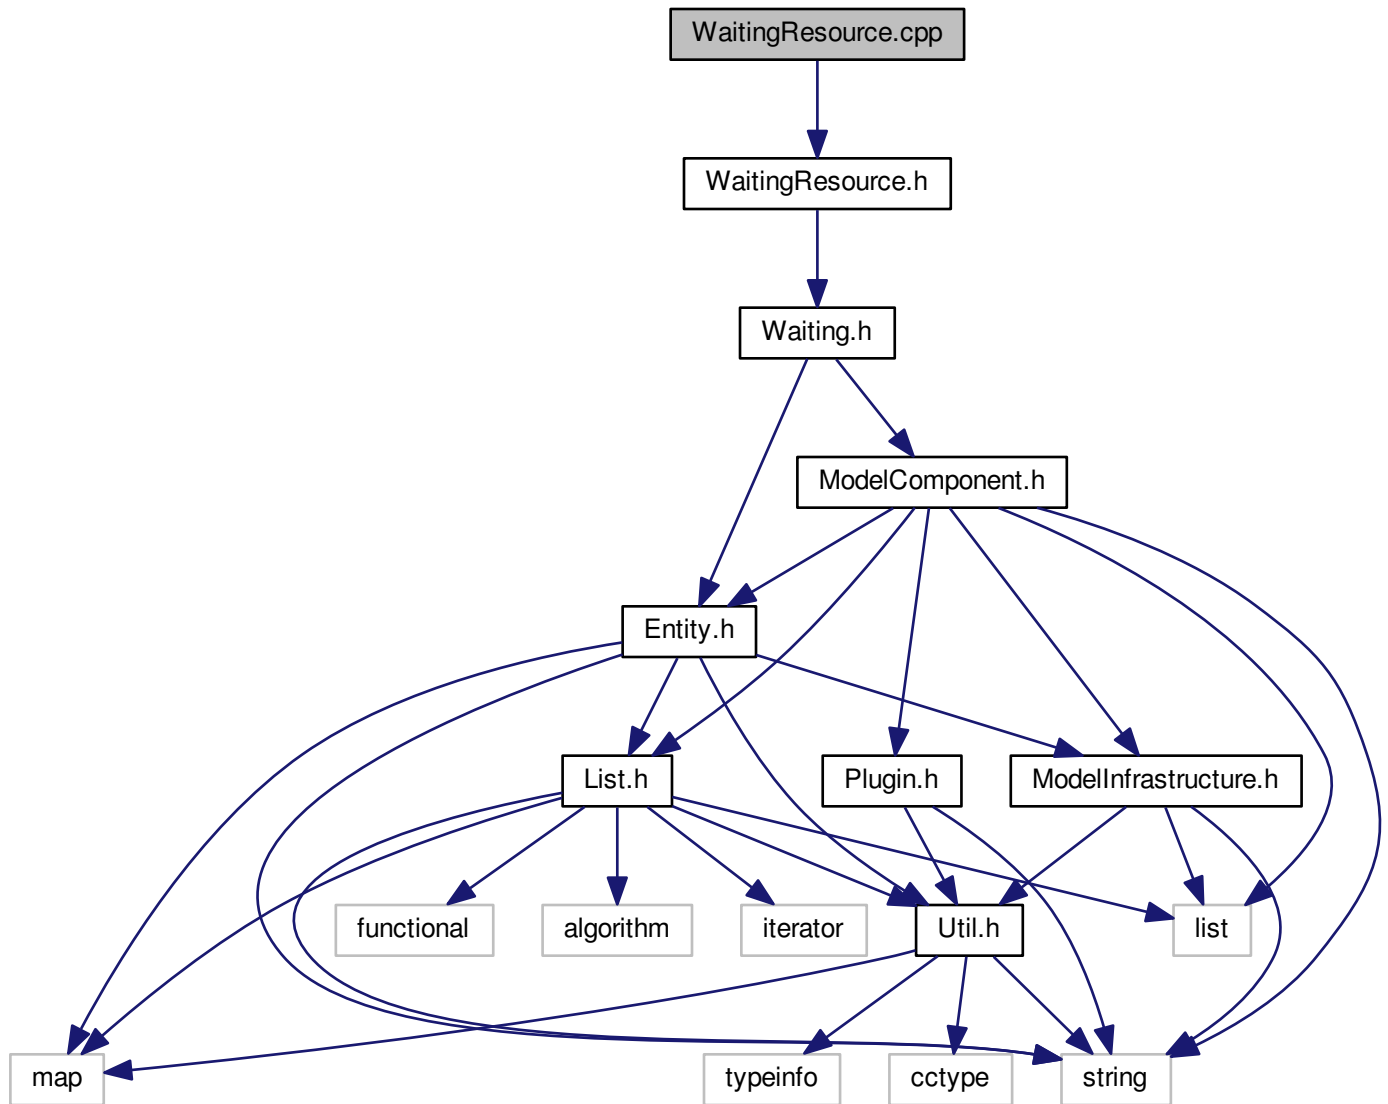 WaitingResource.cpp
WaitingResource.h
Waiting.h
ModelComponent.h
Entity.h
List.h
Plugin.h
ModelInfrastructure.h
functional
algorithm
iterator
Util.h
list
map
typeinfo
cctype
string